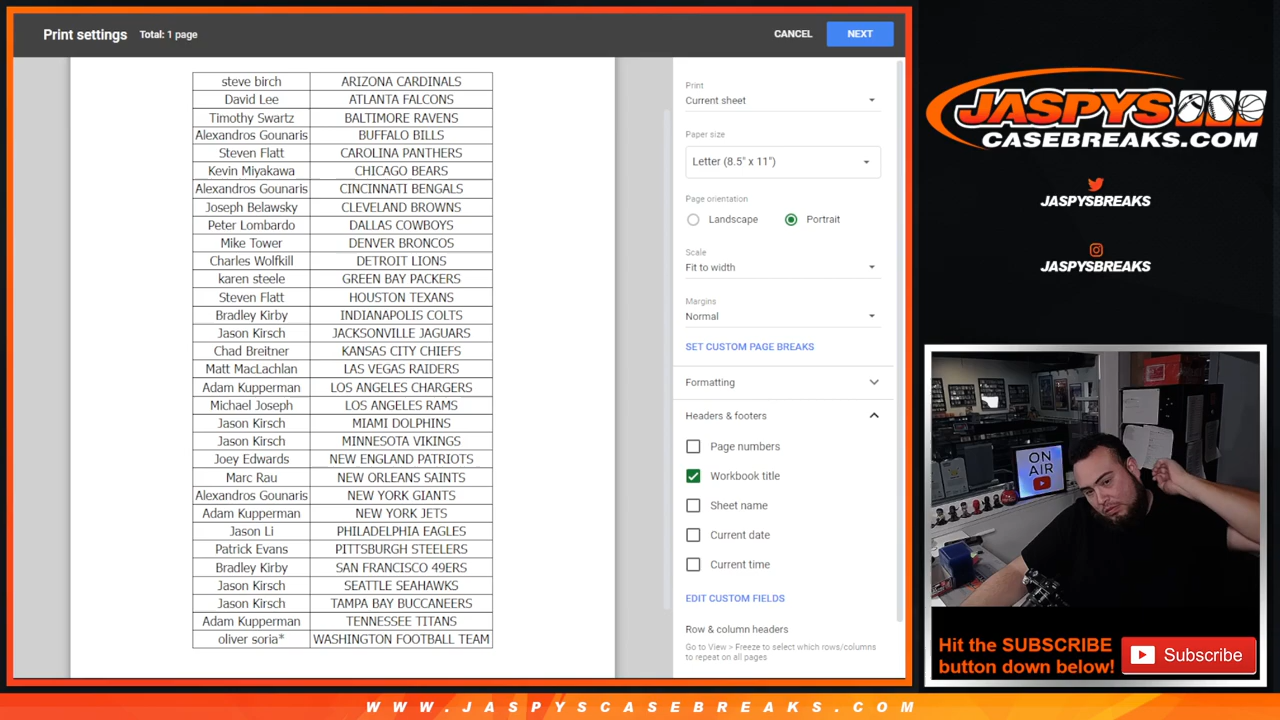 Print settings Total: 1 page CANCEL NEXT
steve birch ARIZONA CARDINALS
David Lee ATLANTA FALCONS
Timothy Swartz BALTIMORE RAVENS
Alexandros Gounaris BUFFALO BILLS
Steven Flatt CAROLINA PANTHERS
Kevin Miyakawa CHICAGO BEARS
Alexandros Gounaris CINCINNATI BENGALS
Joseph Belawsky CLEVELAND BROWNS
Peter Lombardo DALLAS COWBOYS
Mike Tower DENVER BRONCOS
Charles Wolfkill DETROIT LIONS
karen steele GREEN BAY PACKERS
Steven Flatt HOUSTON TEXANS
Bradley Kirby INDIANAPOLIS COLTS
Jason Kirsch JACKSONVILLE JAGUARS
Chad Breitner KANSAS CITY CHIEFS
Matt MacLachlan LAS VEGAS RAIDERS
Adam Kupperman LOS ANGELES CHARGERS
Michael Joseph LOS ANGELES RAMS
Jason Kirsch MIAMI DOLPHINS
Jason Kirsch MINNESOTA VIKINGS
Joey Edwards NEW ENGLAND PATRIOTS
Marc Rau NEW ORLEANS SAINTS
Alexandros Gounaris NEW YORK GIANTS
Adam Kupperman NEW YORK JETS
Jason Li PHILADELPHIA EAGLES
Patrick Evans PITTSBURGH STEELERS
Bradley Kirby SAN FRANCISCO 49ERS
Jason Kirsch SEATTLE SEAHAWKS
Jason Kirsch TAMPA BAY BUCCANEERS
Adam Kupperman TENNESSEE TITANS
oliver soria* WASHINGTON FOOTBALL TEAM
Print
Current sheet
Paper size
Letter (8.5" x 11")
Page orientation
Landscape Portrait
Scale
Fit to width
Margins
Normal
SET CUSTOM PAGE BREAKS
Formatting
Headers & footers
Page numbers
Workbook title
Sheet name
Current date
Current time
EDIT CUSTOM FIELDS
Row & column headers
Go to View > Freeze to select which rows/columns
to repeat on all pages
JASPYS
CASEBREAKS.COM
JASPYSBREAKS
JASPYSBREAKS
ON
AIR
Hit the SUBSCRIBE
button down below!
Subscribe
WWW.JASPYSCASEBREAKS.COM